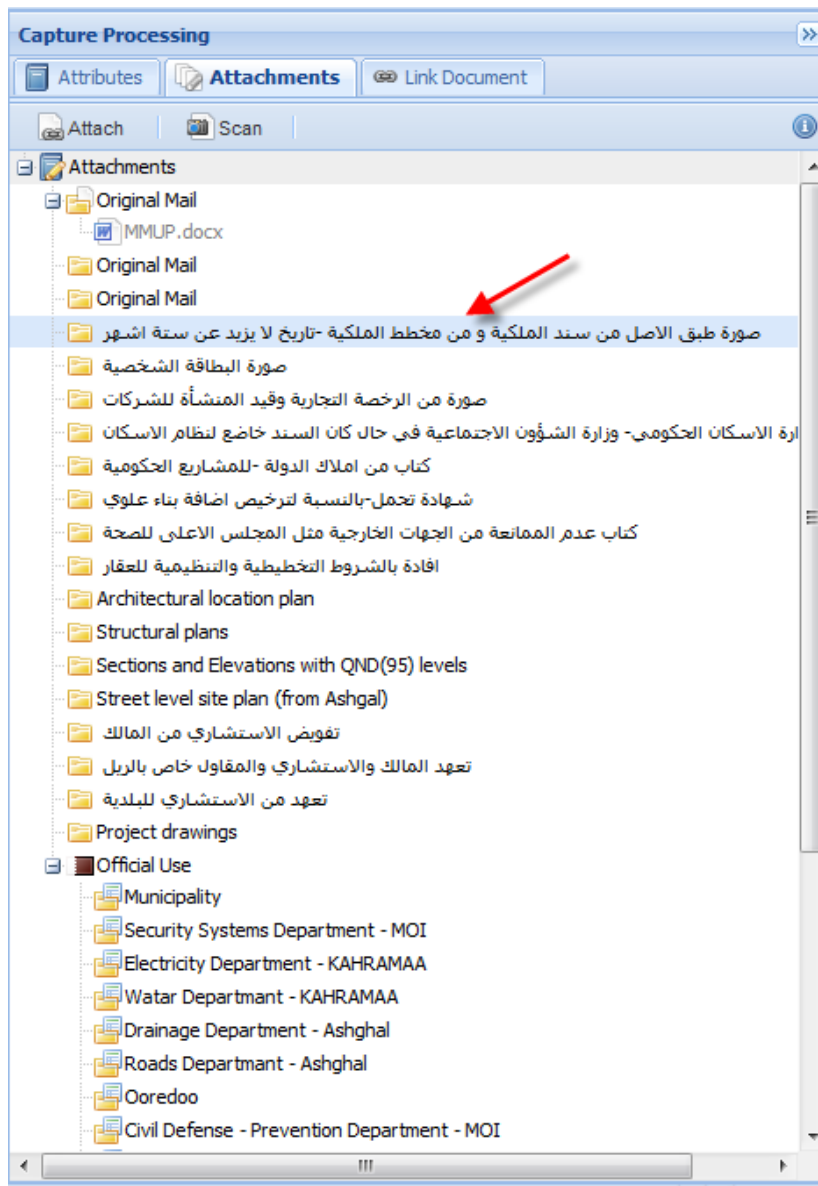 Capture Processing
Attributes Attachments Link Document
Attach Scan
Attachments
Original Mail
MMUP.docx
Original Mail
Original Mail
صورة طبق الاصل من سند الملكية و من مخطط الملكية -تاريخ لا يزيد عن ستة اشهر
صورة البطاقة الشخصية
صورة من الرخصة التجارية وقيد المنشأة للشركات
ارة الاسكان الحكومي- وزارة الشؤون الاجتماعية في حال كان السند خاضع لنظام الاسكان
كتاب من املاك الدولة -للمشاريع الحكومية
شهادة تحمل-بالنسبة لترخيص اضافة بناء علوي
كتاب عدم الممانعة من الجهات الخارجية مثل المجلس الاعلى للصحة
افادة بالشروط التخطيطية والتنظيمية للعقار
Architectural location plan
Structural plans
Sections and Elevations with QND(95) levels
Street level site plan (from Ashgal)
تفويض الاستشاري من المالك
تعهد المالك والاستشاري والمقاول خاص بالريل
تعهد من الاستشاري للبلدية
Project drawings
Official Use
Municipality
Security Systems Department - MOI
Electricity Department - KAHRAMAA
Watar Departmant - KAHRAMAA
Drainage Department - Ashghal
Roads Departmant - Ashghal
Ooredoo
Civil Defense - Prevention Department - MOI